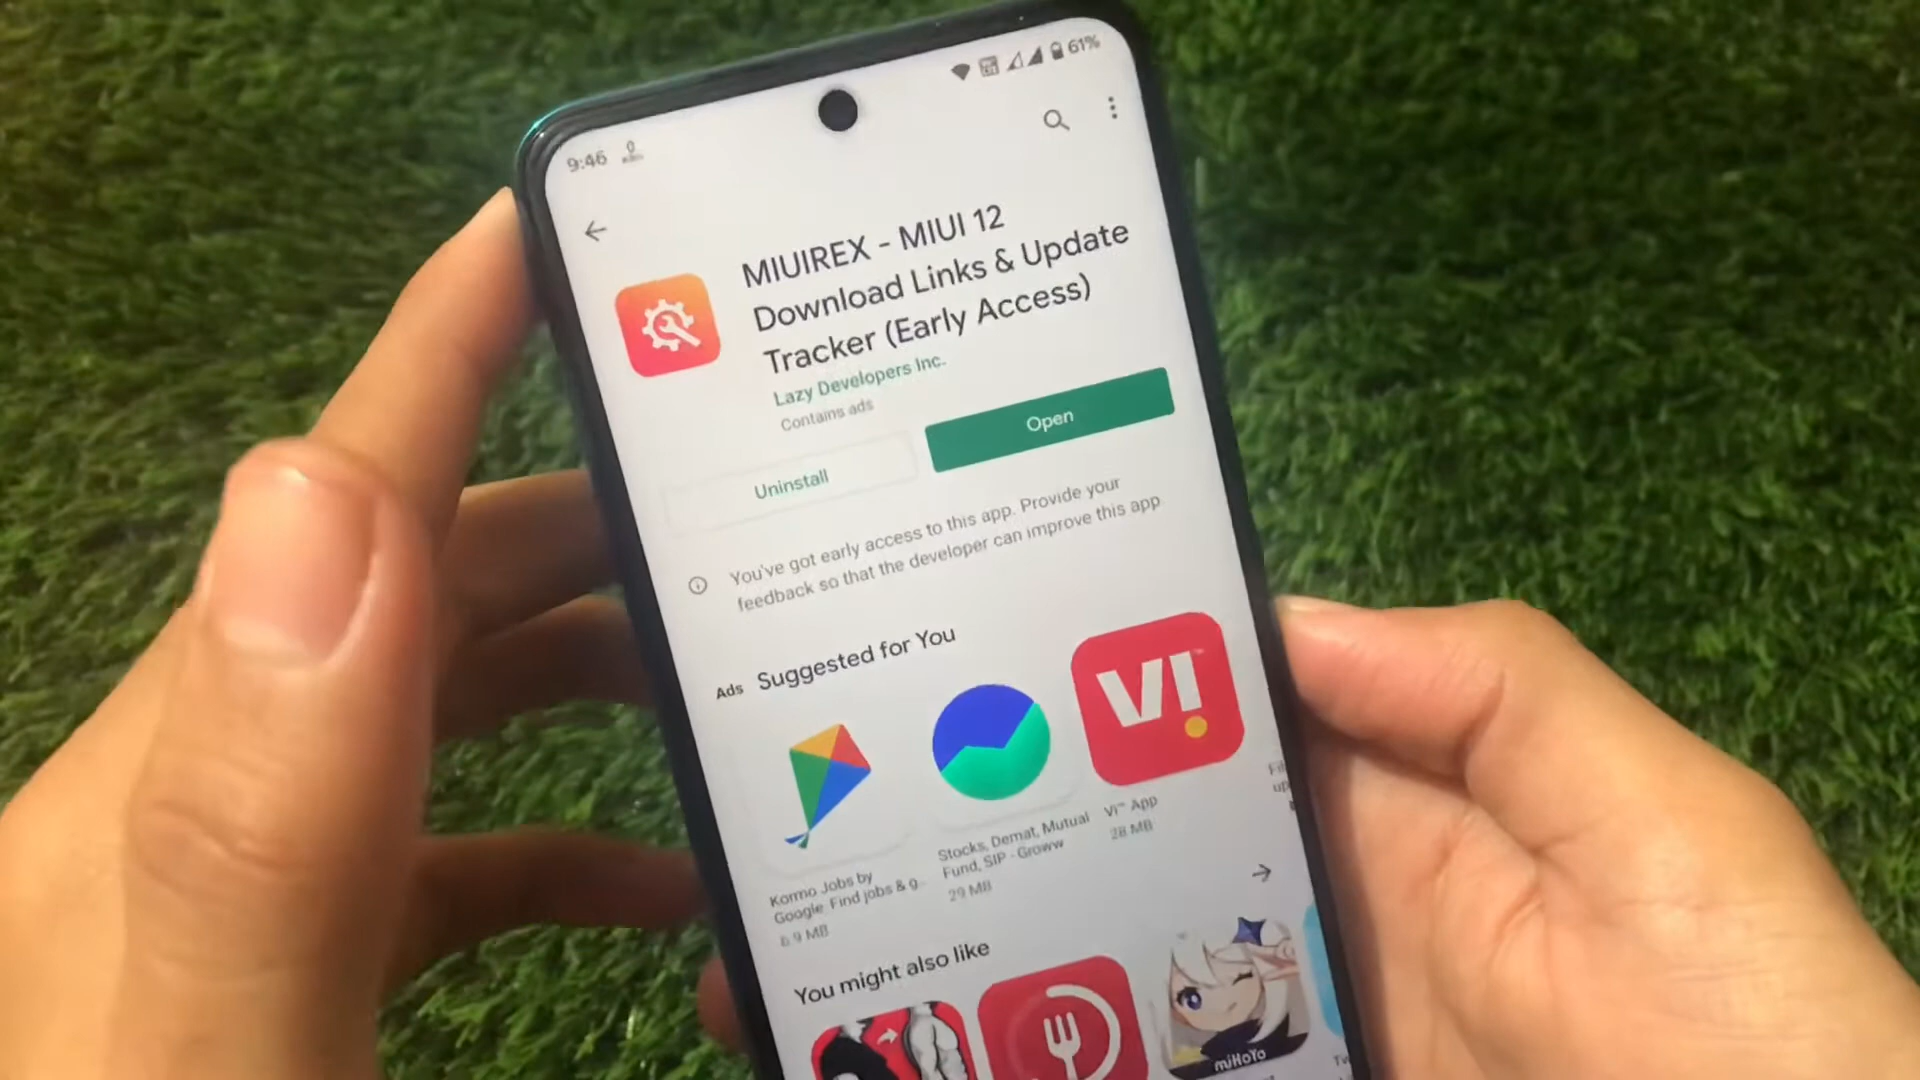 9:46
61%
MIUIREX - MIUI 12
Download Links & Update
Tracker (Early Access)
Lazy Developers Inc.
Contains ads
Uninstall
Open
You've got early access to this app. Provide your
feedback so that the developer can improve this app
Ads Suggested for You
VI
Kormo Jobs by
Google: Find jobs & g...
6.9 MB
Stocks, Demat, Mutual
Fund, SIP - Groww
29 MB
Vi™ App
28 MB
You might also like
miHoYo